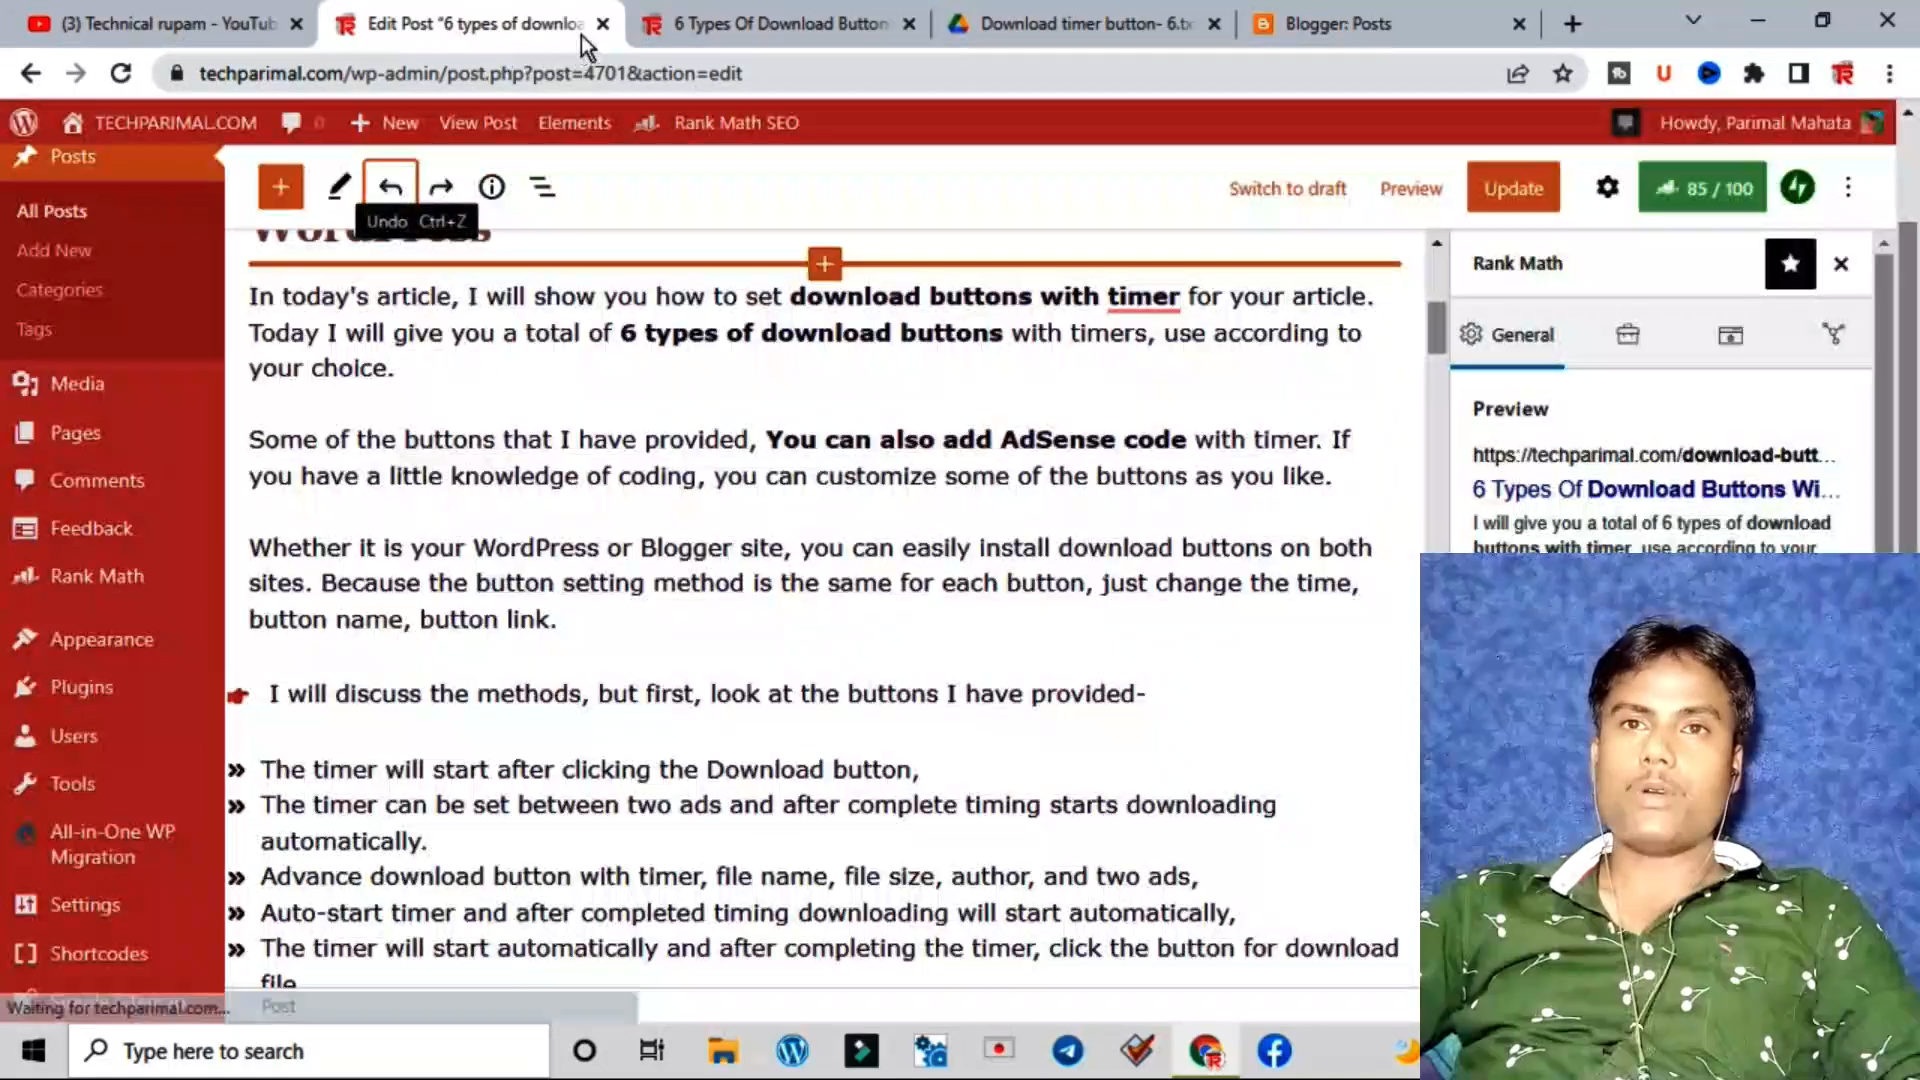 (3) Technical rupam - YouTub
Edit Post “6 types of downloa
6 Types Of Download Button
Download timer button- 6.tx
Blogger: Posts
techparimal.com/wp-admin/post.php?post=4701&action=edit
TECHPARIMAL.COM
0
New
View Post
Elements
Rank Math SEO
Howdy, Parimal Mahata
Posts
All Posts
Add New
Categories
Tags
Media
Pages
Comments
Feedback
Rank Math
Appearance
Plugins
Users
Tools
All-in-One WP
Migration
Settings
Shortcodes
Waiting for techparimal.com...
Undo Ctrl+Z
Switch to draft
Preview
Update
85 / 100
WordPress
In today's article, I will show you how to set download buttons with timer for your article.
Today I will give you a total of 6 types of download buttons with timers, use according to
your choice.
Some of the buttons that I have provided, You can also add AdSense code with timer. If
you have a little knowledge of coding, you can customize some of the buttons as you like.
Whether it is your WordPress or Blogger site, you can easily install download buttons on both
sites. Because the button setting method is the same for each button, just change the time,
button name, button link.
I will discuss the methods, but first, look at the buttons I have provided-
» The timer will start after clicking the Download button,
» The timer can be set between two ads and after complete timing starts downloading
automatically.
» Advance download button with timer, file name, file size, author, and two ads,
» Auto-start timer and after completed timing downloading will start automatically,
» The timer will start automatically and after completing the timer, click the button for download
file
Post
Rank Math
General
Preview
https://techparimal.com/download-butt...
6 Types Of Download Buttons Wi...
I will give you a total of 6 types of download
buttons with timer, use according to your
Type here to search